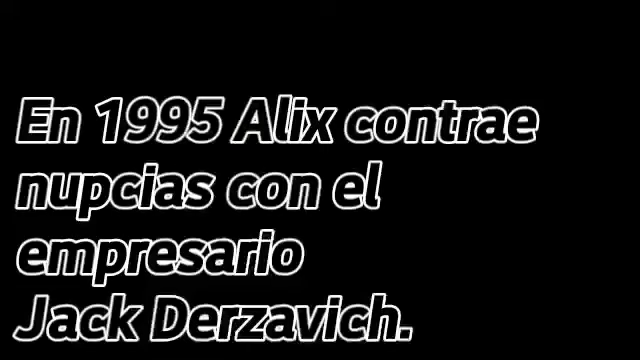 En 1995 Alix contrae
nupcias con el
empresario
Jack Derzavich.